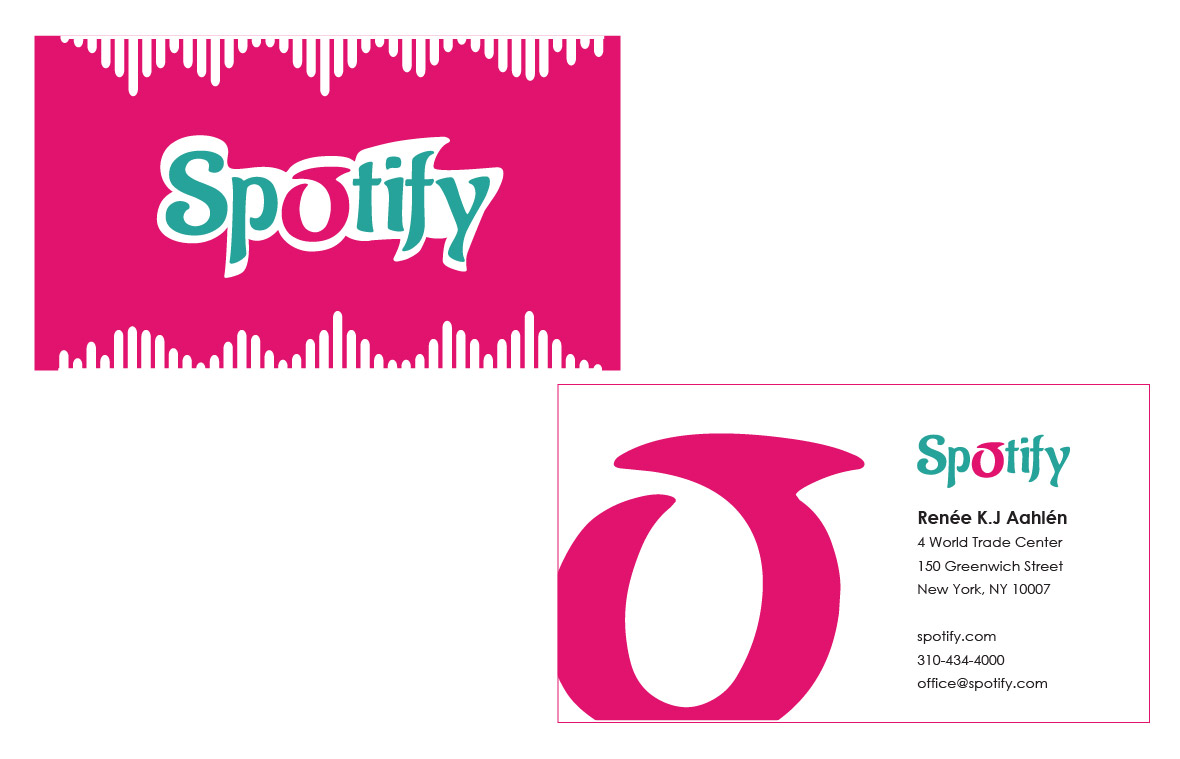 Spotify
Spotify
Renée K.J Aahlén
4 World Trade Center
150 Greenwich Street
New York, NY 10007
spotify.com
310-434-4000
office@spotify.com